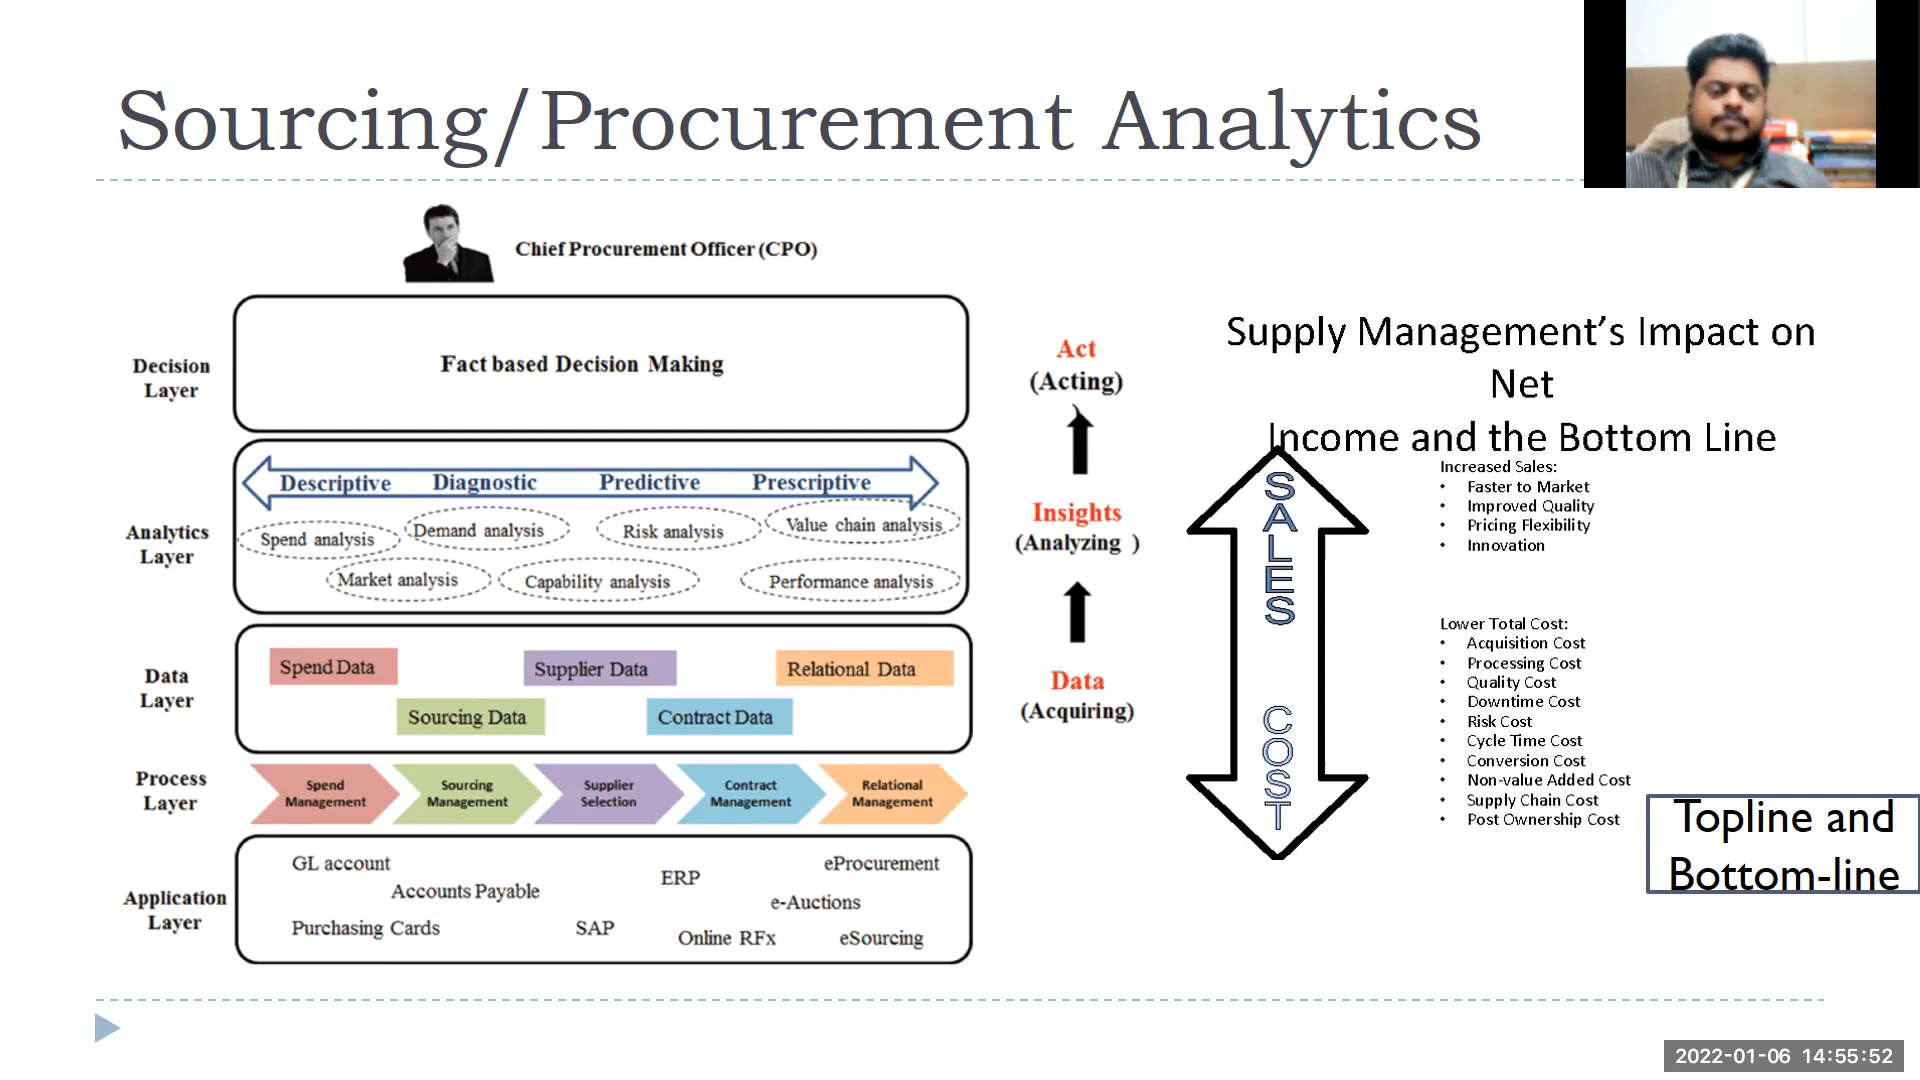 Sourcing/Procurement Analytics
Chief Procurement Officer (CPO)
Decision
Layer
Fact based Decision Making
Analytics
Layer
Descriptive Diagnostic Predictive Prescriptive
Spend analysis Demand analysis Risk analysis Value chain analysis
Market analysis Capability analysis Performance analysis
Data
Layer
Spend Data Supplier Data Relational Data
Sourcing Data Contract Data
Process
Layer
Spend
Management
Sourcing
Management
Supplier
Selection
Contract
Management
Relational
Management
Application
Layer
GL account
Accounts Payable
Purchasing Cards
ERP
SAP
Online RFx
eProcurement
e-Auctions
eSourcing
Act
(Acting)
)
Insights
(Analyzing )
Data
(Acquiring)
Supply Management’s Impact on
Net
Income and the Bottom Line
SALES
COST
Increased Sales:
• Faster to Market
• Improved Quality
• Pricing Flexibility
• Innovation
Lower Total Cost:
• Acquisition Cost
• Processing Cost
• Quality Cost
• Downtime Cost
• Risk Cost
• Cycle Time Cost
• Conversion Cost
• Non-value Added Cost
• Supply Chain Cost
• Post Ownership Cost
Topline and
Bottom-line
2022-01-06 14:55:52